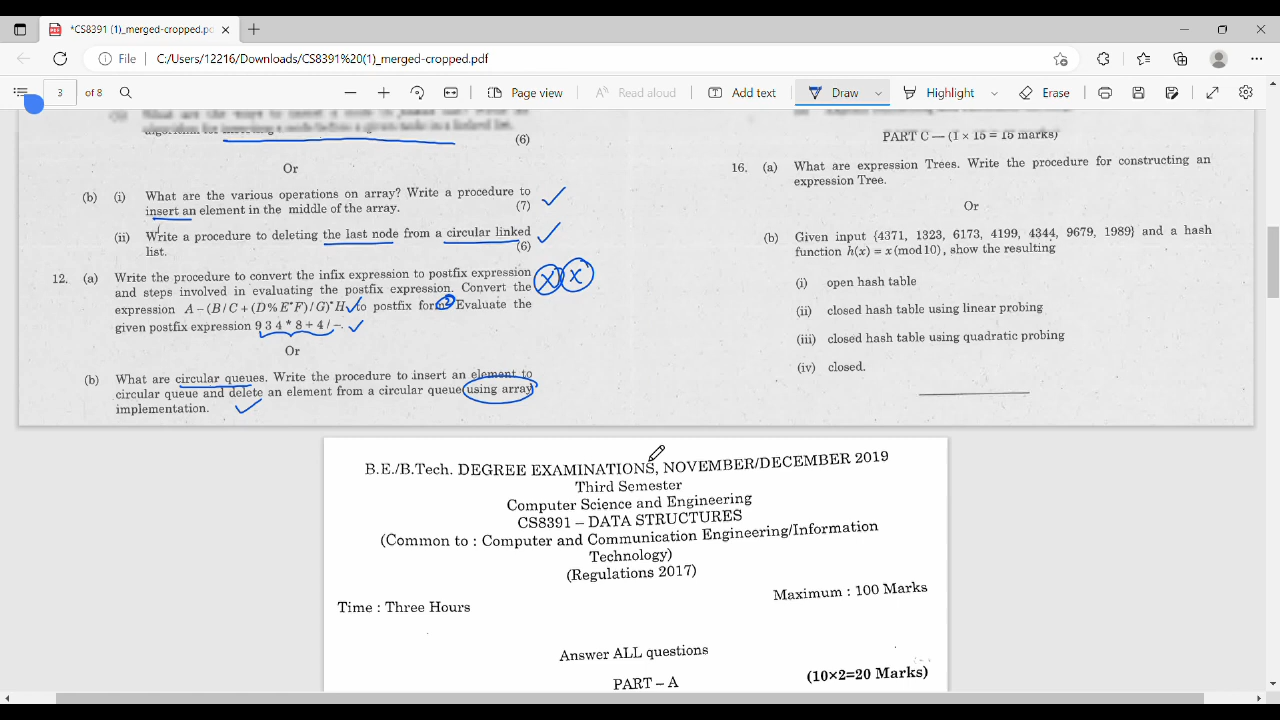 *CS8391 (1)_merged-cropped.pdf
File
C:/Users/12216/Downloads/CS8391%20(1)_merged-cropped.pdf
3 of 8
Page view
Read aloud
Add text
Draw
Highlight
Erase
algorithm for inserting a node before a given node in a linked list.
(6)
Or
(b) (i) What are the various operations on array? Write a procedure to
insert an element in the middle of the array. (7)
(ii) Write a procedure to deleting the last node from a circular linked
list. (6)
12. (a) Write the procedure to convert the infix expression to postfix expression
and steps involved in evaluating the postfix expression. Convert the
expression A – (B / C + (D % E * F) / G) * H to postfix form. Evaluate the
given postfix expression 9 3 4 * 8 + 4 / –.
Or
(b) What are circular queues. Write the procedure to insert an element to
circular queue and delete an element from a circular queue using array
implementation.
PART C — (1 × 15 = 15 marks)
16. (a) What are expression Trees. Write the procedure for constructing an
expression Tree.
Or
(b) Given input {4371, 1323, 6173, 4199, 4344, 9679, 1989} and a hash
function h(x) = x (mod 10), show the resulting
(i) open hash table
(ii) closed hash table using linear probing
(iii) closed hash table using quadratic probing
(iv) closed.
B.E./B.Tech. DEGREE EXAMINATIONS, NOVEMBER/DECEMBER 2019
Third Semester
Computer Science and Engineering
CS8391 – DATA STRUCTURES
(Common to : Computer and Communication Engineering/Information
Technology)
(Regulations 2017)
Time : Three Hours
Maximum : 100 Marks
Answer ALL questions
PART – A
(10×2=20 Marks)